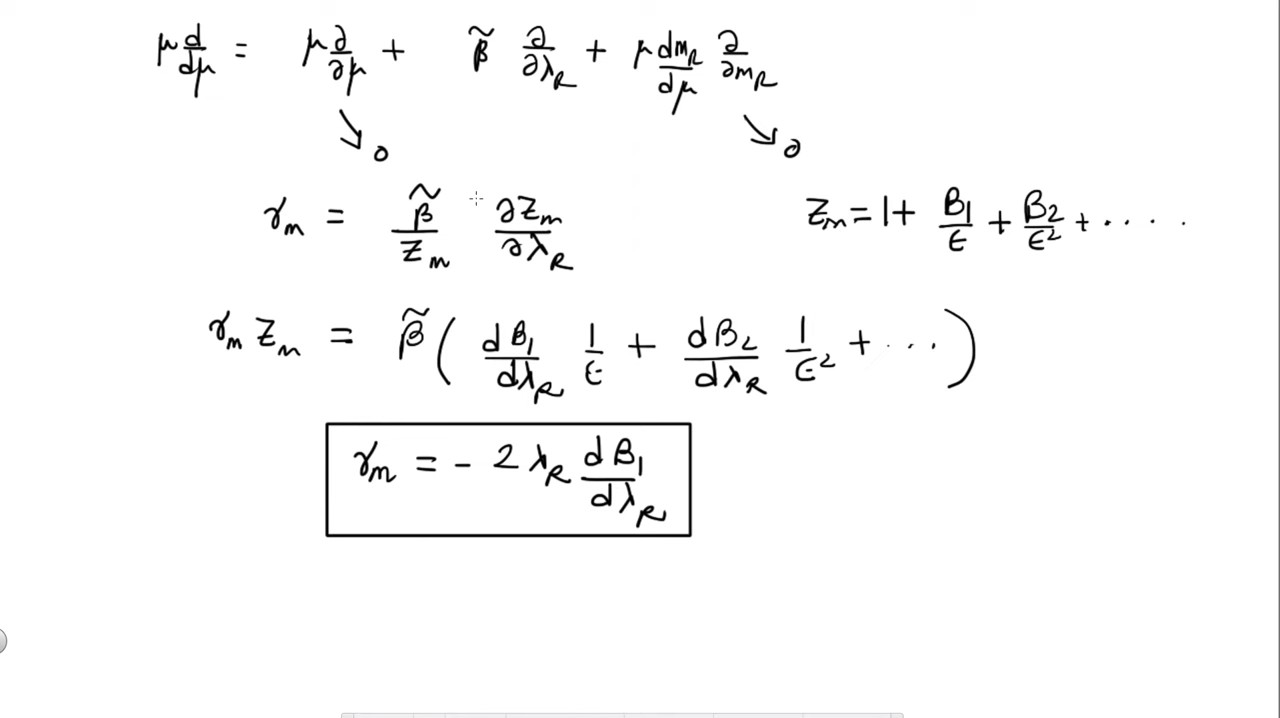 μ d/dμ = μ ∂/∂μ + β̃ ∂/∂λ_R + μ dm_R/dμ ∂/∂m_R
↘ 0 ↘ 0
γ_m = β̃/Z_m ∂Z_m/∂λ_R Z_m = 1 + B_1/ε + B_2/ε² + .....
γ_m Z_m = β̃ ( dB_1/dλ_R 1/ε + dB_2/dλ_R 1/ε² + ... )
γ_m = - 2 λ_R dB_1/dλ_R